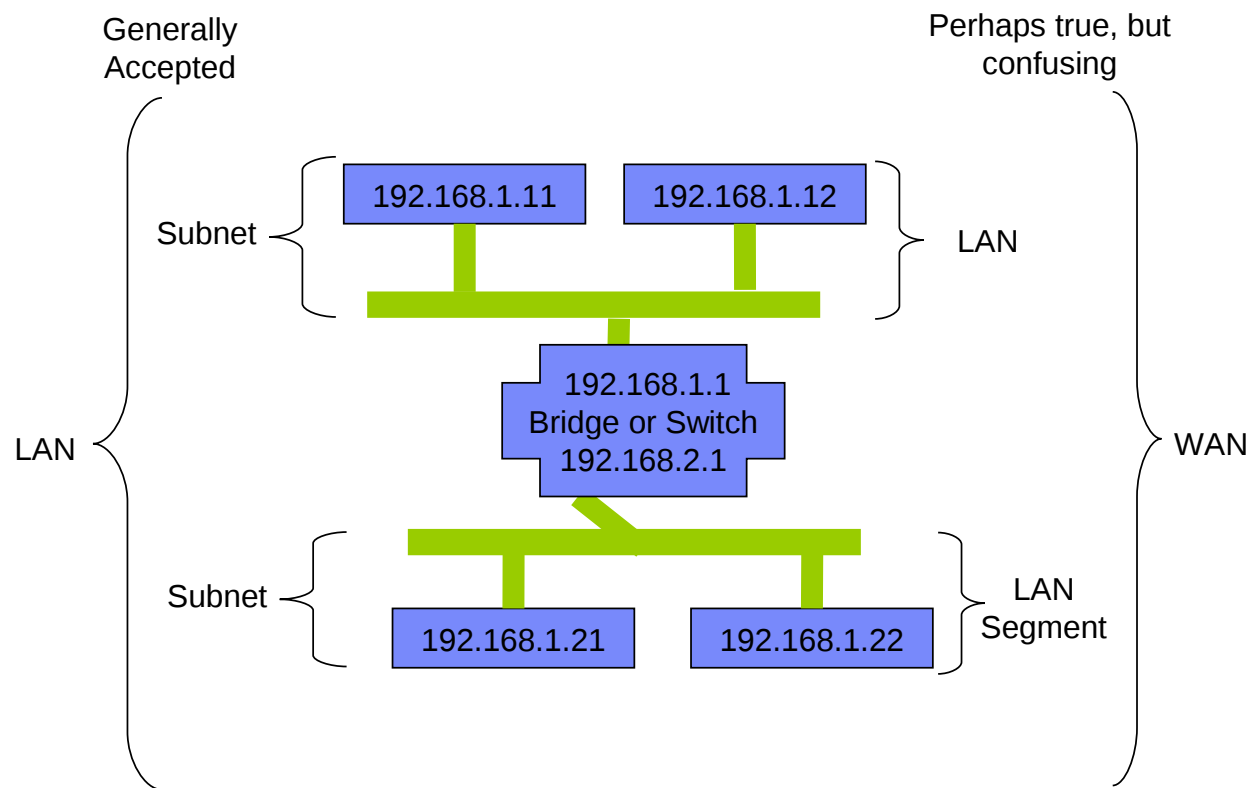 Generally
Accepted
Perhaps true, but
confusing
192.168.1.11
192.168.1.12
Subnet
LAN
192.168.1.1
Bridge or Switch
192.168.2.1
LAN
WAN
Subnet
LAN
Segment
192.168.1.21
192.168.1.22